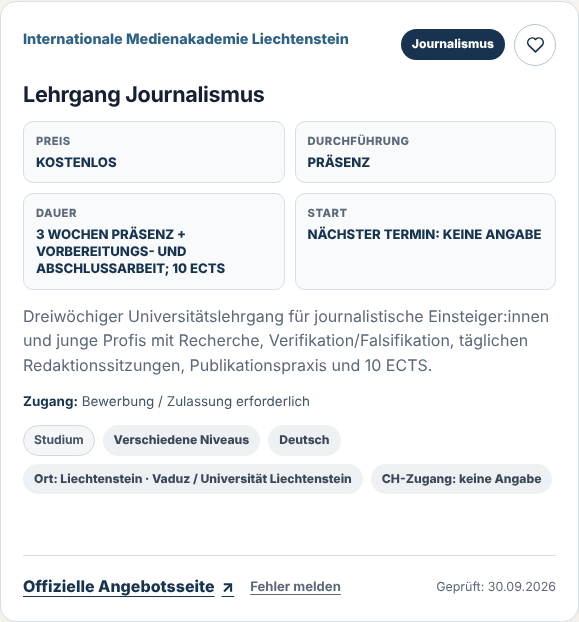 Internationale Medienakademie Liechtenstein
Journalismus
Lehrgang Journalismus
PREIS
KOSTENLOS
DURCHFÜHRUNG
PRÄSENZ
DAUER
3 WOCHEN PRÄSENZ +
VORBEREITUNGS- UND
ABSCHLUSSARBEIT; 10 ECTS
START
NÄCHSTER TERMIN: KEINE ANGABE
Dreiwöchiger Universitätslehrgang für journalistische Einsteiger:innen
und junge Profis mit Recherche, Verifikation/Falsifikation, täglichen
Redaktionssitzungen, Publikationspraxis und 10 ECTS.
Zugang: Bewerbung / Zulassung erforderlich
Studium
Verschiedene Niveaus
Deutsch
Ort: Liechtenstein · Vaduz / Universität Liechtenstein
CH-Zugang: keine Angabe
Offizielle Angebotsseite ↗
Fehler melden
Geprüft: 30.09.2026